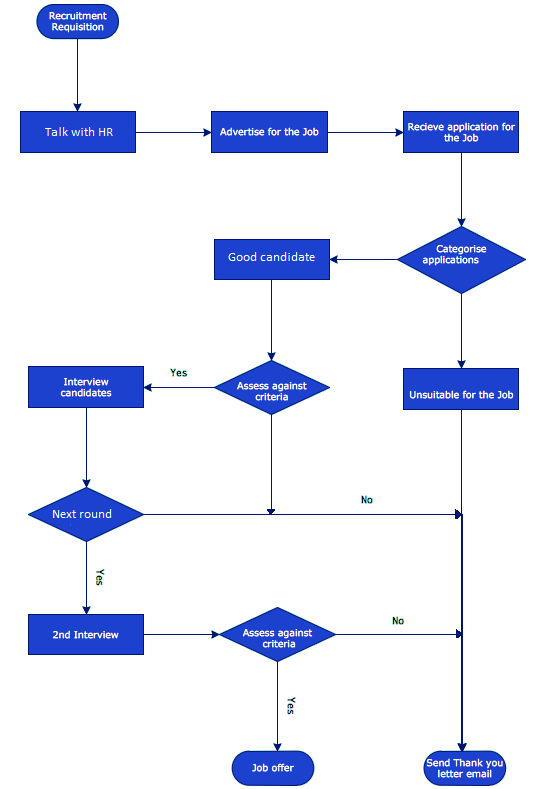 Recruitment
Requisition
Talk with HR
Advertise for the Job
Recieve application for
the Job
Categorise
applications
Good candidate
Yes
Assess against
criteria
Interview
candidates
Unsuitable for the Job
No
Next round
Yes
2nd Interview
Assess against
criteria
No
Yes
Job offer
Send Thank you
letter email